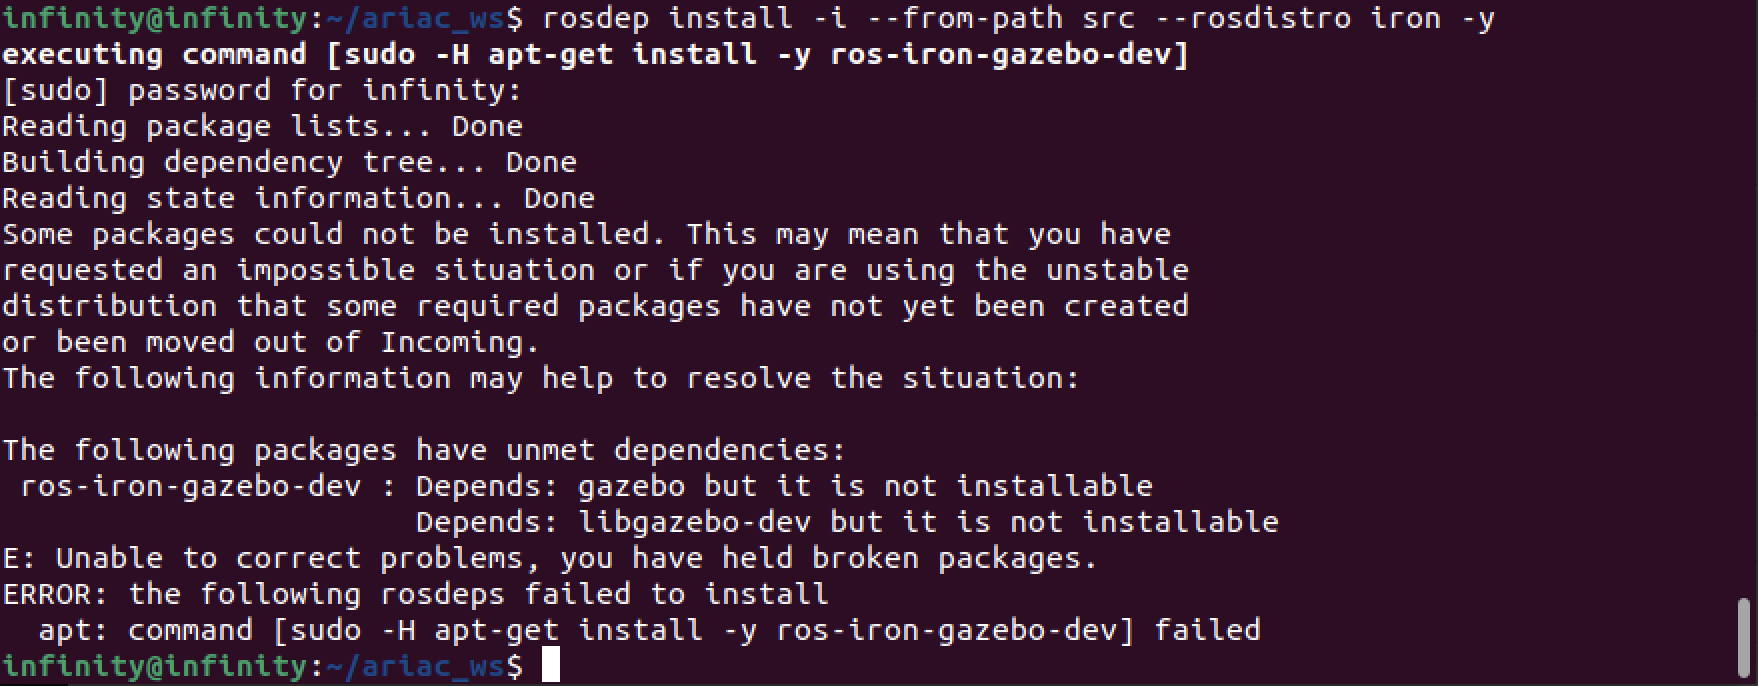 infinity@infinity:~/ariac_ws$ rosdep install -i --from-path src --rosdistro iron -y
executing command [sudo -H apt-get install -y ros-iron-gazebo-dev]
[sudo] password for infinity:
Reading package lists... Done
Building dependency tree... Done
Reading state information... Done
Some packages could not be installed. This may mean that you have
requested an impossible situation or if you are using the unstable
distribution that some required packages have not yet been created
or been moved out of Incoming.
The following information may help to resolve the situation:

The following packages have unmet dependencies:
 ros-iron-gazebo-dev : Depends: gazebo but it is not installable
                       Depends: libgazebo-dev but it is not installable
E: Unable to correct problems, you have held broken packages.
ERROR: the following rosdeps failed to install
  apt: command [sudo -H apt-get install -y ros-iron-gazebo-dev] failed
infinity@infinity:~/ariac_ws$